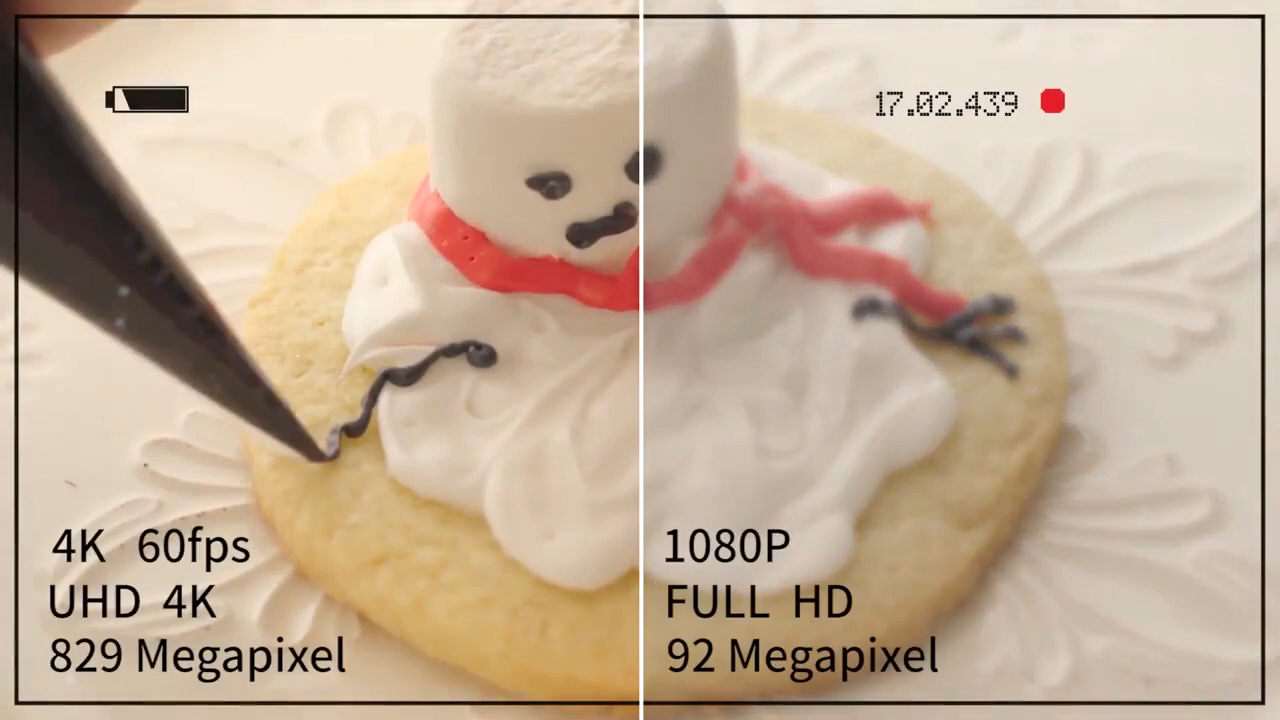 17.02.439
4K 60fps
UHD 4K
829 Megapixel
1080P
FULL HD
92 Megapixel